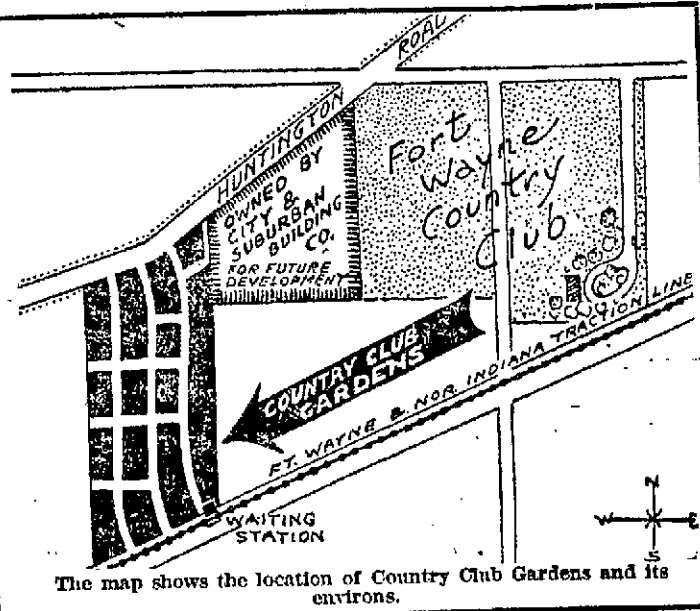 HUNTINGTON ROAD
OWNED BY
CITY &
SUBURBAN
BUILDING
CO.
FOR FUTURE
DEVELOPMENT
Fort
Wayne
Country
Club
COUNTRY CLUB
GARDENS
FT. WAYNE & NOR. INDIANA TRACTION LINE
WAITING
STATION
N
W E
S
The map shows the location of Country Club Gardens and its
environs.